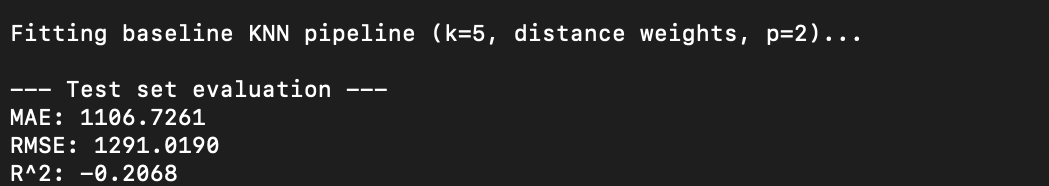 Fitting baseline KNN pipeline (k=5, distance weights, p=2)...
--- Test set evaluation ---
MAE: 1106.7261
RMSE: 1291.0190
R^2: -0.2068